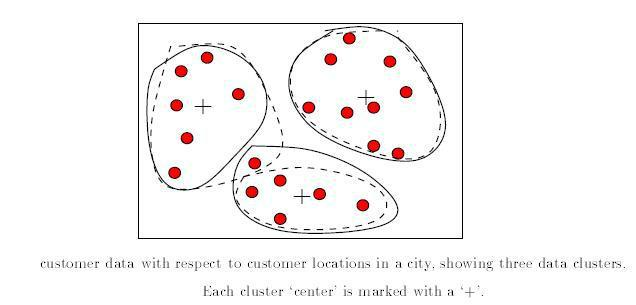 customer data with respect to customer locations in a city, showing three data clusters.
Each cluster ‘center’ is marked with a ‘+’.